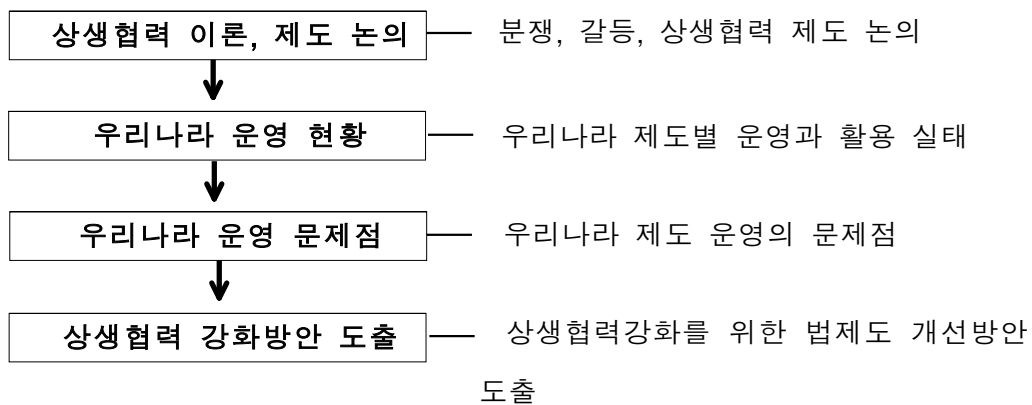 상생협력 이론, 제도 논의
분쟁, 갈등, 상생협력 제도 논의
우리나라 운영 현황
우리나라 제도별 운영과 활용 실태
우리나라 운영 문제점
우리나라 제도 운영의 문제점
상생협력 강화방안 도출
상생협력강화를 위한 법제도 개선방안
도출